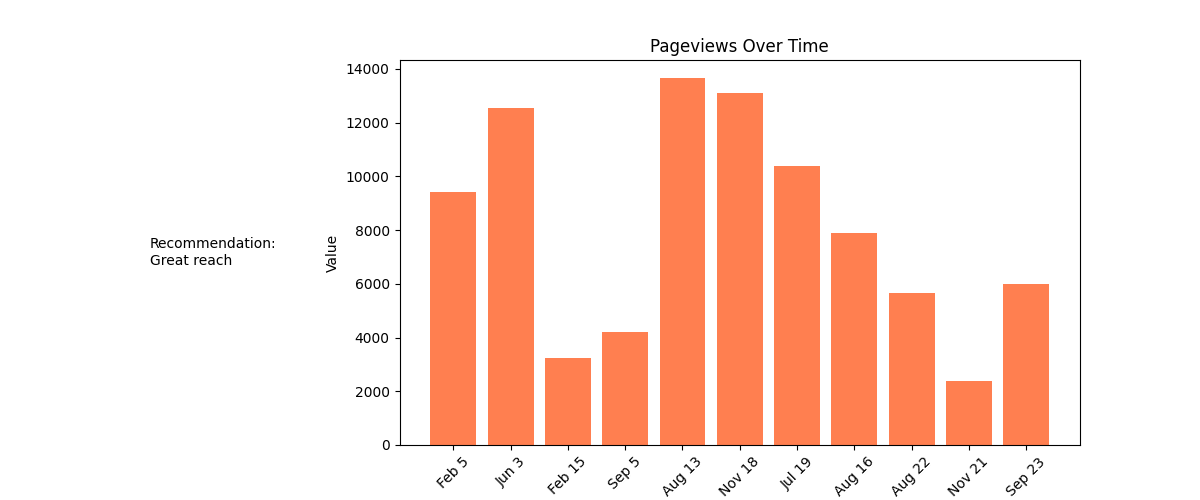 Pageviews Over Time
14000
12000
10000
8000
6000
4000
2000
0
Value
Recommendation:
Great reach
Feb 5
Jun 3
Feb 15
Sep 5
Aug 13
Nov 18
Jul 19
Aug 16
Aug 22
Nov 21
Sep 23